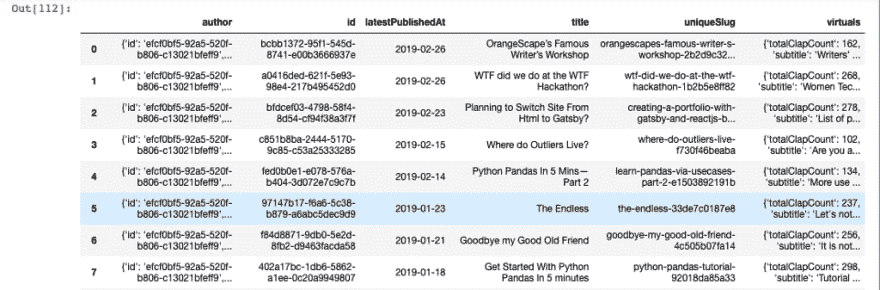 Out[112]:
author id latestPublishedAt title uniqueSlug virtuals
0 {'id': 'efcf0bf5-92a5-520f- bcbb1372-95f1-545d- 2019-02-26 OrangeScape's Famous orangescapes-famous-writer-s- {'totalClapCount': 162,
b806-c13021bfeff9',... 8741-e00b3666937e Writer's Workshop workshop-2b2d9c32... 'subtitle': 'Writers' ...
1 {'id': 'efcf0bf5-92a5-520f- a0416ded-621f-5e93- 2019-02-26 WTF did we do at the WTF wtf-did-we-do-at-the-wtf- {'totalClapCount': 268,
b806-c13021bfeff9',... 98e4-217b495452d0 Hackathon? hackathon-1b2b5e8ff82 'subtitle': 'Women Tec...
2 {'id': 'efcf0bf5-92a5-520f- bfdcef03-4798-58f4- 2019-02-23 Planning to Switch Site From creating-a-portfolio-with- {'totalClapCount': 278,
b806-c13021bfeff9',... 8d54-cf94f38a3f7f Html to Gatsby? gatsby-and-reactjs-b... 'subtitle': 'List of p...
3 {'id': 'efcf0bf5-92a5-520f- c851b8ba-2444-5170- 2019-02-15 Where do Outliers Live? where-do-outliers-live- {'totalClapCount': 102,
b806-c13021bfeff9',... 9c85-c53a25333285 f730f46beaba 'subtitle': 'Are you a...
4 {'id': 'efcf0bf5-92a5-520f- fed0b0e1-e078-576a- 2019-02-14 Python Pandas In 5 Mins— learn-pandas-via-usecases- {'totalClapCount': 134,
b806-c13021bfeff9',... b404-3d072e7c9c7b Part 2 part-2-e1503892191b 'subtitle': 'More use ...
5 {'id': 'efcf0bf5-92a5-520f- 97147b17-f6a6-5c38- 2019-01-23 The Endless the-endless-33de7c0187e8 {'totalClapCount': 237,
b806-c13021bfeff9',... b879-a6abc5dec9d9 'subtitle': 'Let's not...
6 {'id': 'efcf0bf5-92a5-520f- f84d8871-9db0-5e2d- 2019-01-21 Goodbye my Good Old Friend goodbye-my-good-old-friend- {'totalClapCount': 256,
b806-c13021bfeff9',... 8fb2-d9463facda58 4c505b07fa14 'subtitle': 'It is not...
7 {'id': 'efcf0bf5-92a5-520f- 402a17bc-1db6-5862- 2019-01-18 Get Started With Python python-pandas-tutorial- {'totalClapCount': 298,
b806-c13021bfeff9',... a1ee-0c20a9949807 Pandas In 5 minutes 92018da85a33 'subtitle': 'Tutorial ...